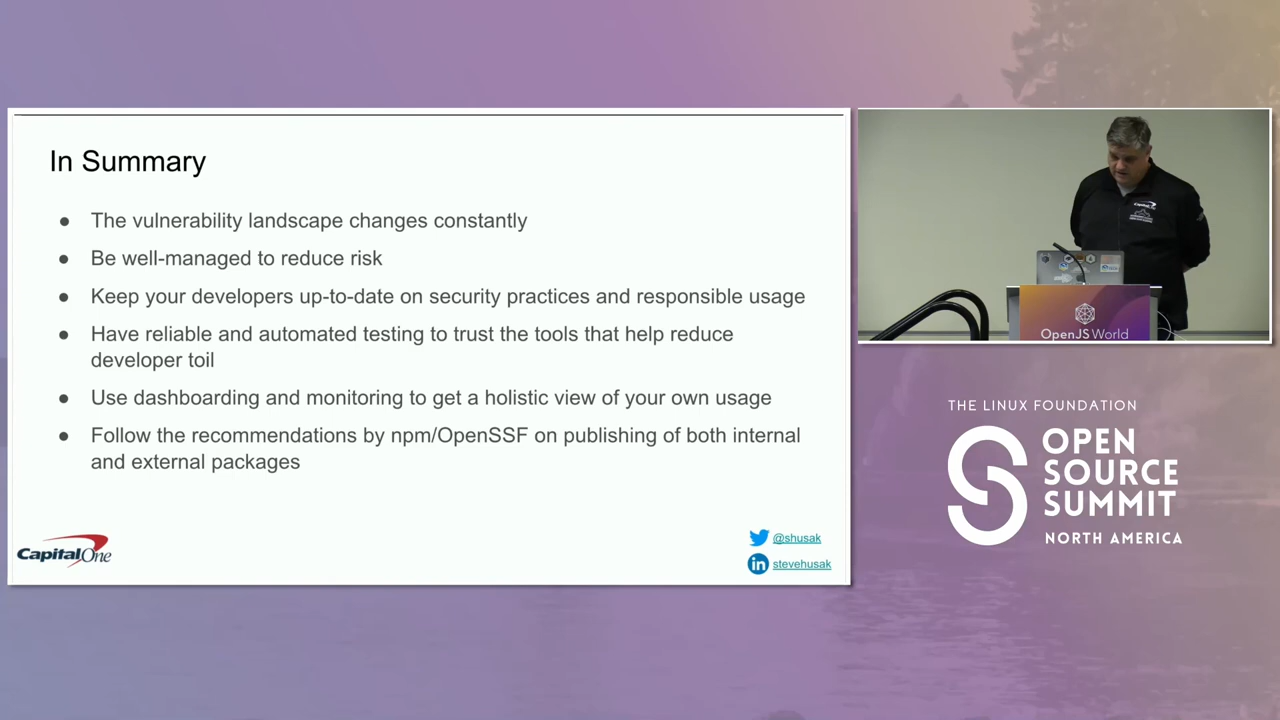 In Summary
● The vulnerability landscape changes constantly
● Be well-managed to reduce risk
● Keep your developers up-to-date on security practices and responsible usage
● Have reliable and automated testing to trust the tools that help reduce
developer toil
● Use dashboarding and monitoring to get a holistic view of your own usage
● Follow the recommendations by npm/OpenSSF on publishing of both internal
and external packages
CapitalOne
@shusak
in stevehusak
CapitalOne
OpenJS World
THE LINUX FOUNDATION
OPEN
SOURCE
SUMMIT
NORTH AMERICA